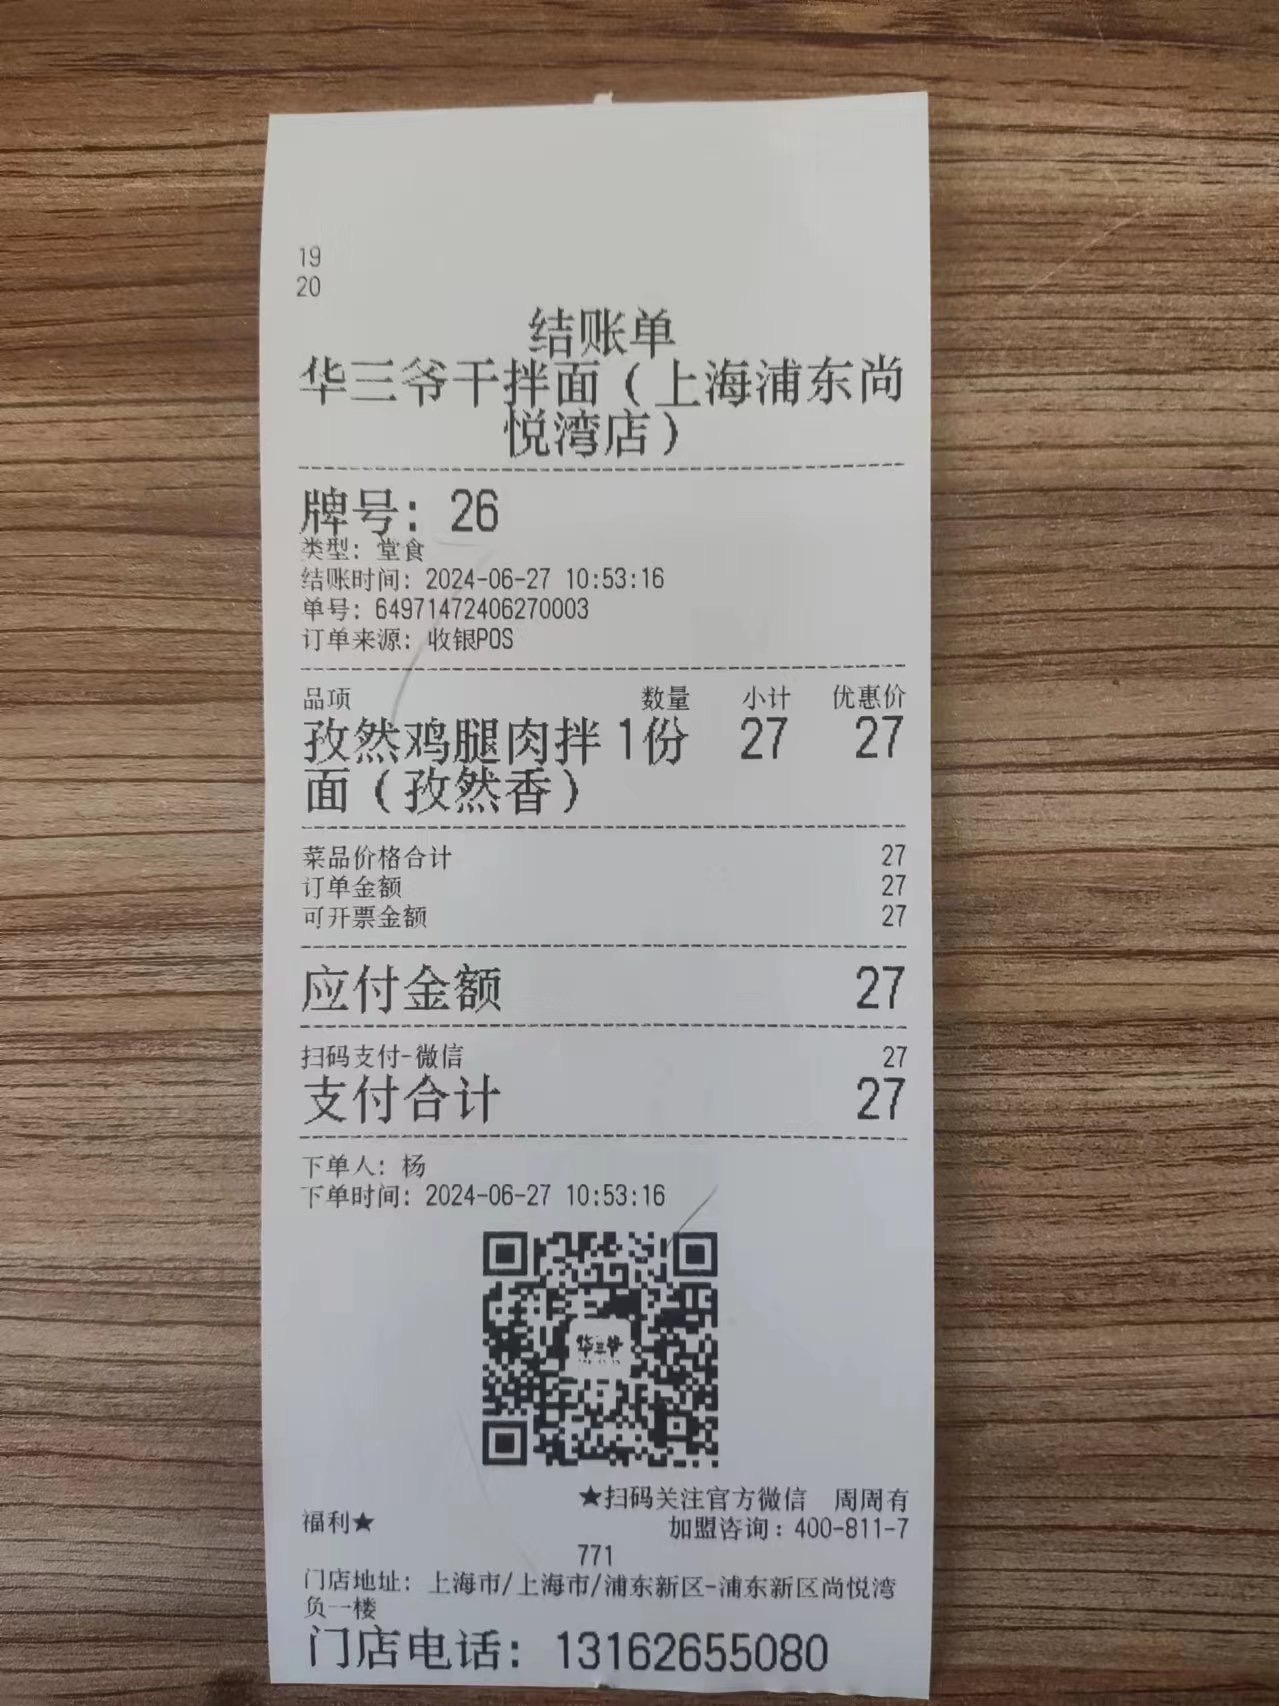 19
20
结账单
华三爷干拌面（上海浦东尚
悦湾店）
牌号：26
类型：堂食
结账时间：2024-06-27 10:53:16
单号：64971472406270003
订单来源：收银POS
品项 数量 小计 优惠价
孜然鸡腿肉拌 1份 27 27
面（孜然香）
菜品价格合计 27
订单金额 27
可开票金额 27
应付金额 27
扫码支付-微信 27
支付合计 27
下单人：杨
下单时间：2024-06-27 10:53:16
华三爷
★扫码关注官方微信 周周有
福利★
加盟咨询：400-811-7
771
门店地址：上海市/上海市/浦东新区-浦东新区尚悦湾
负一楼
门店电话：13162655080